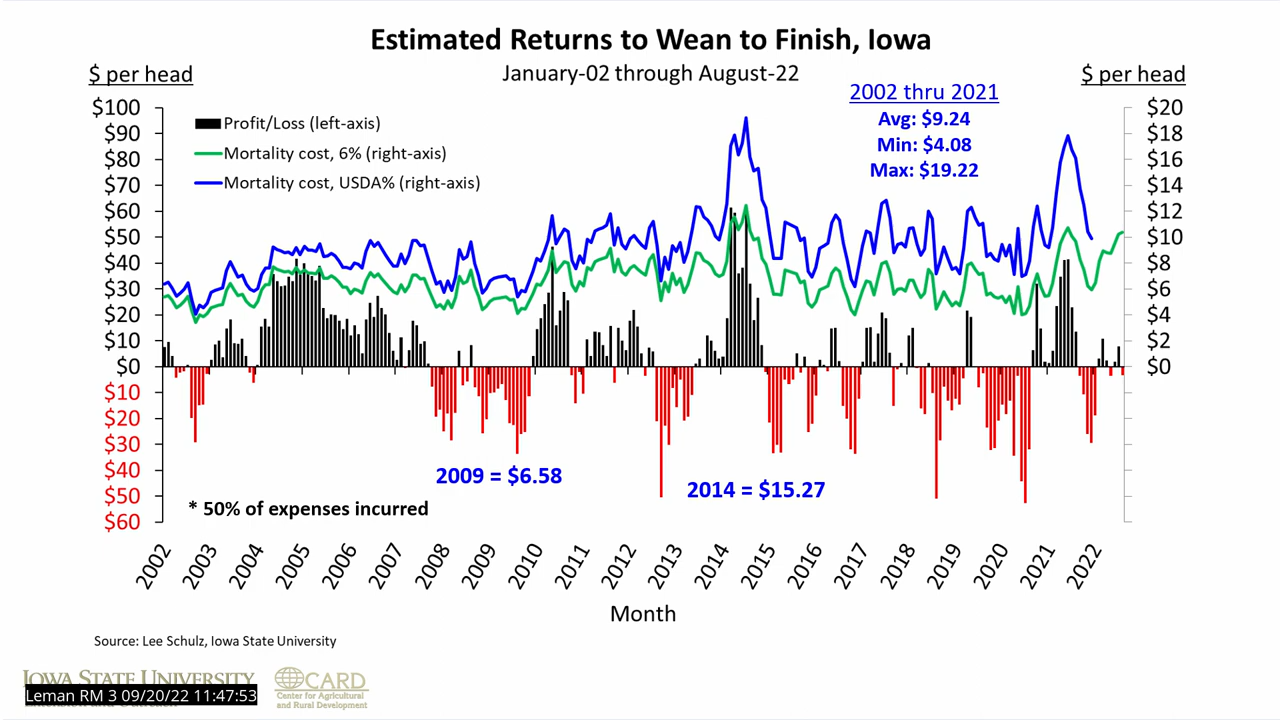 Estimated Returns to Wean to Finish, Iowa
January-02 through August-22
$ per head
$ per head
2002 thru 2021
Avg: $9.24
Min: $4.08
Max: $19.22
Profit/Loss (left-axis)
Mortality cost, 6% (right-axis)
Mortality cost, USDA% (right-axis)
$100
$90
$80
$70
$60
$50
$40
$30
$20
$10
$0
$10
$20
$30
$40
$50
$60
$20
$18
$16
$14
$12
$10
$8
$6
$4
$2
$0
2009 = $6.58
2014 = $15.27
* 50% of expenses incurred
2002
2003
2004
2005
2006
2007
2008
2009
2010
2011
2012
2013
2014
2015
2016
2017
2018
2019
2020
2021
2022
Month
Source: Lee Schulz, Iowa State University
IOWA STATE UNIVERSITY
Leman RM 3 09/20/22 11:47:53
CARD
Center for Agricultural
and Rural Development